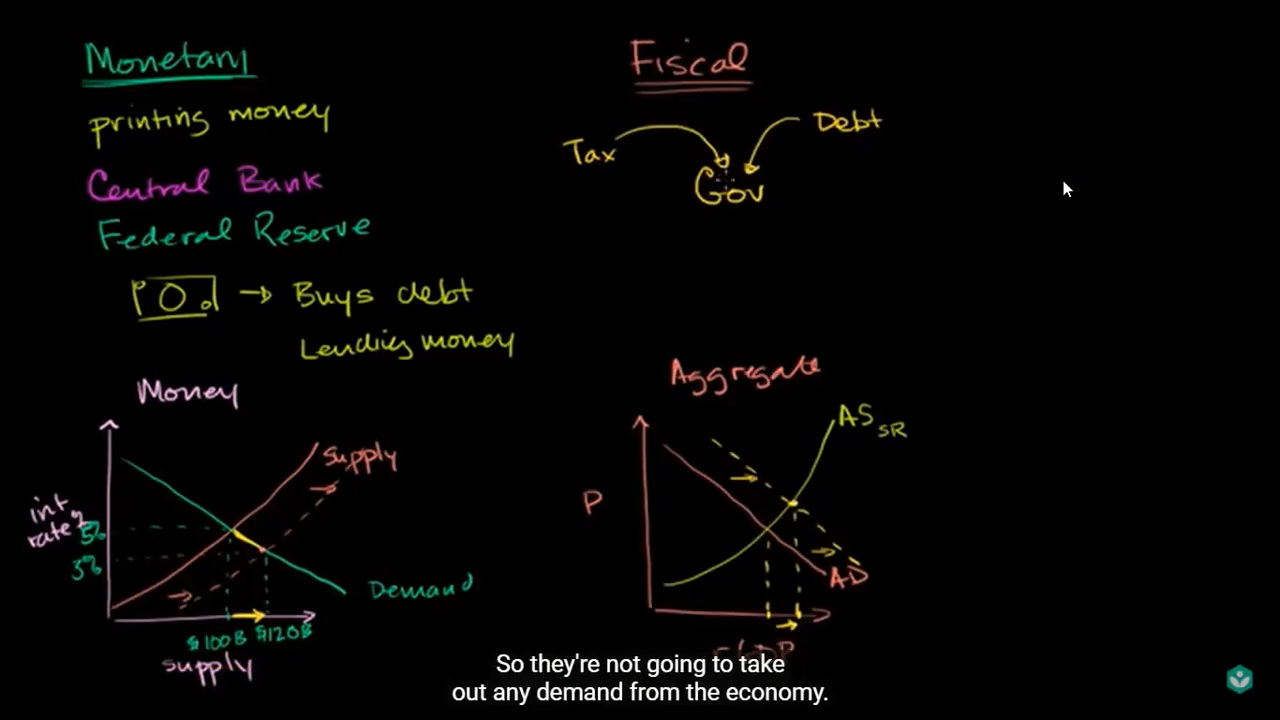 Monetary
printing money
Central Bank
Federal Reserve
Buys debt
Lending money
Money
int
rate
5%
3%
supply
Demand
$100B $120B
supply
Fiscal
Tax
Debt
Gov
Aggregate
AS SR
P
AD
So they're not going to take
out any demand from the economy.